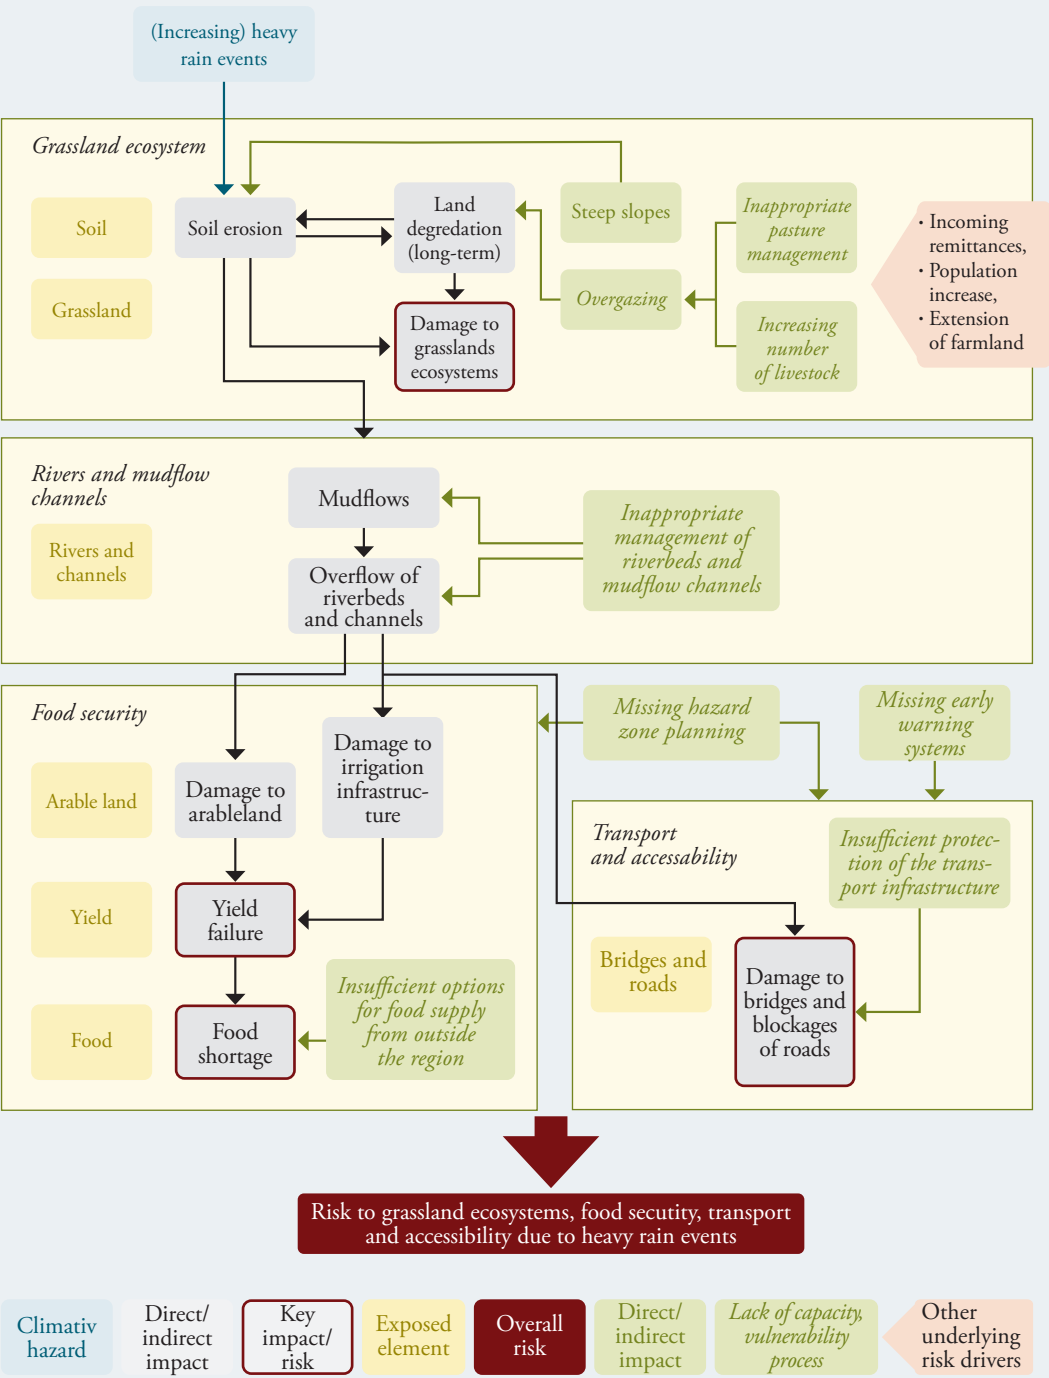 (Increasing) heavy
rain events
Grassland ecosystem
Soil
Grassland
Soil erosion
Land
degredation
(long-term)
Damage to
grasslands
ecosystems
Steep slopes
Overgazing
Inappropriate
pasture
management
Increasing
number
of livestock
· Incoming
remittances,
· Population
increase,
· Extension
of farmland
Rivers and mudflow
channels
Rivers and
channels
Mudflows
Overflow of
riverbeds
and channels
Inappropriate
management of
riverbeds and
mudflow channels
Food security
Arable land
Yield
Food
Damage to
arableland
Damage to
irrigation
infrastruc-
ture
Yield
failure
Food
shortage
Insufficient options
for food supply
from outside
the region
Missing hazard
zone planning
Missing early
warning
systems
Transport
and accessability
Insufficient protec-
tion of the trans-
port infrastructure
Bridges and
roads
Damage to
bridges and
blockages
of roads
Risk to grassland ecosystems, food secutity, transport
and accessibility due to heavy rain events
Climativ
hazard
Direct/
indirect
impact
Key
impact/
risk
Exposed
element
Overall
risk
Direct/
indirect
impact
Lack of capacity,
vulnerability
process
Other
underlying
risk drivers